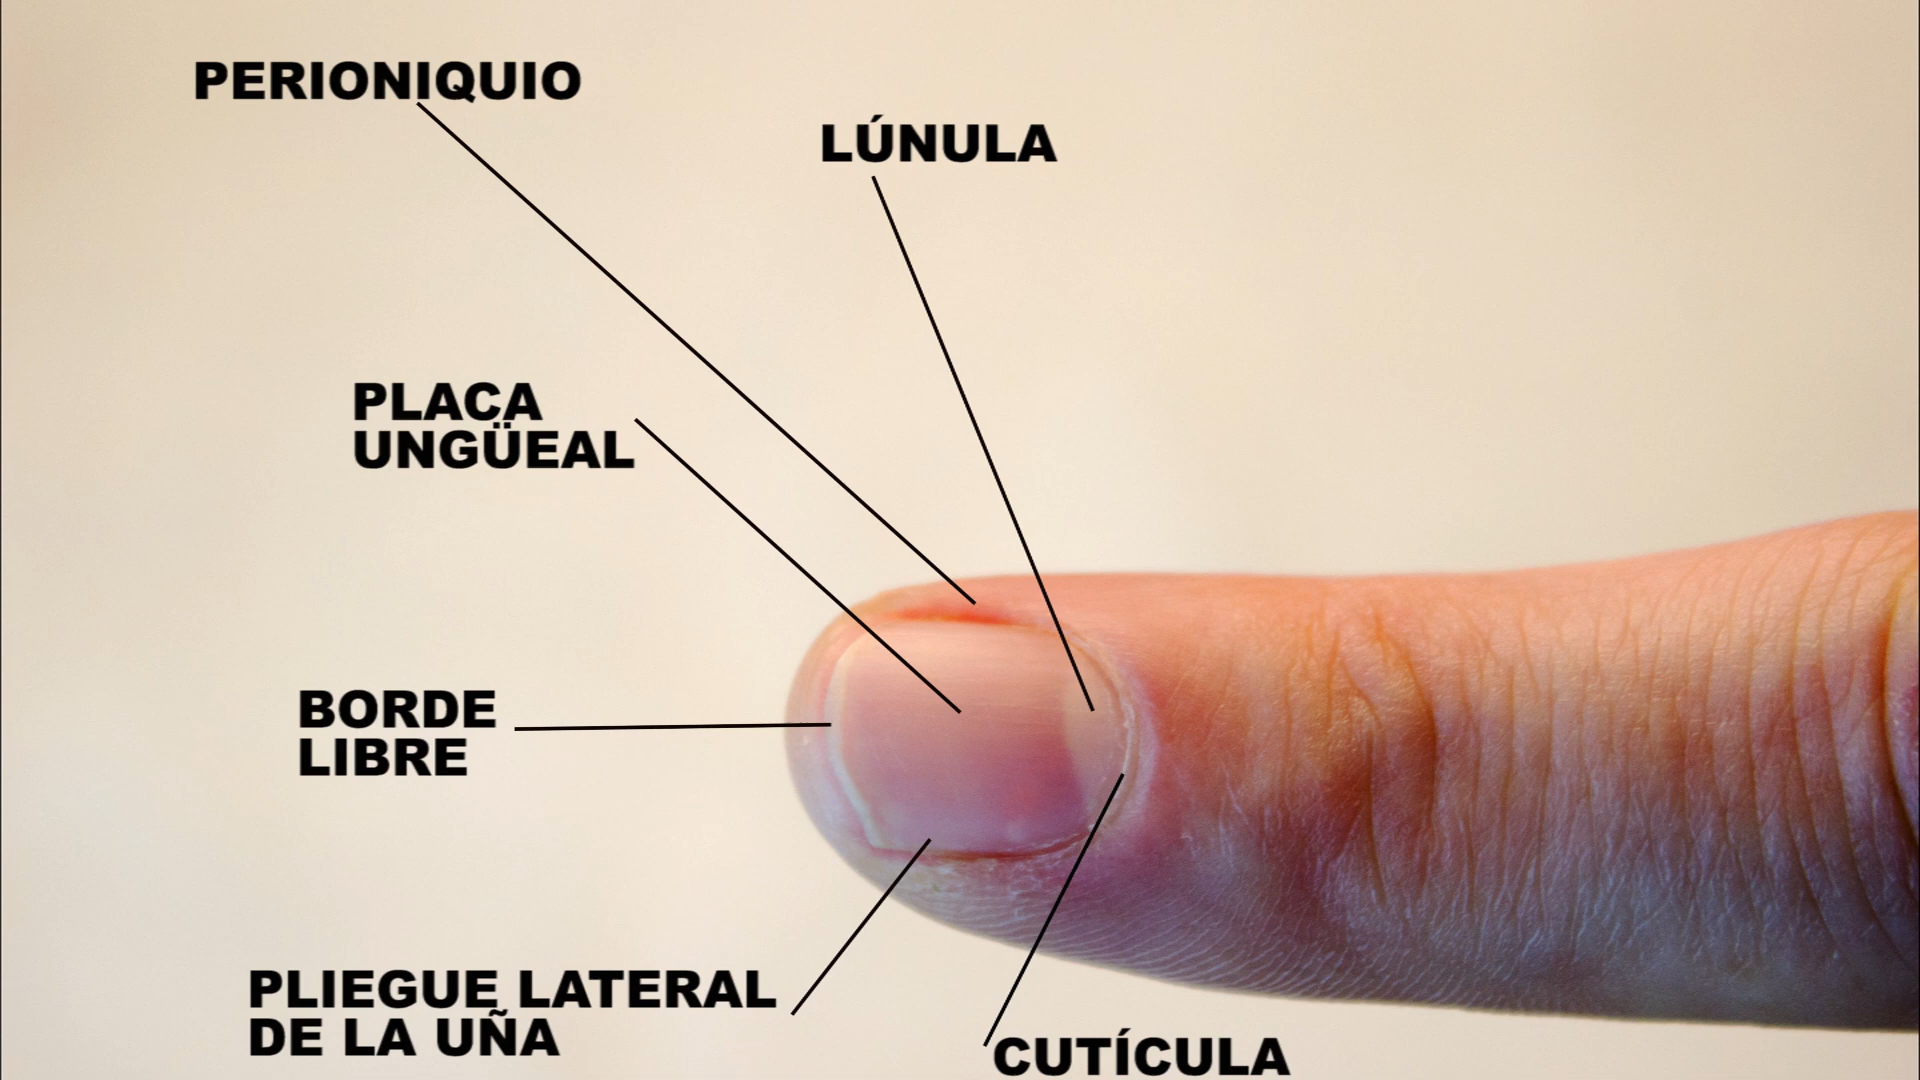 PERIONIQUIO
LÚNULA
PLACA
UNGÜEAL
BORDE
LIBRE
PLIEGUE LATERAL
DE LA UÑA
CUTÍCULA